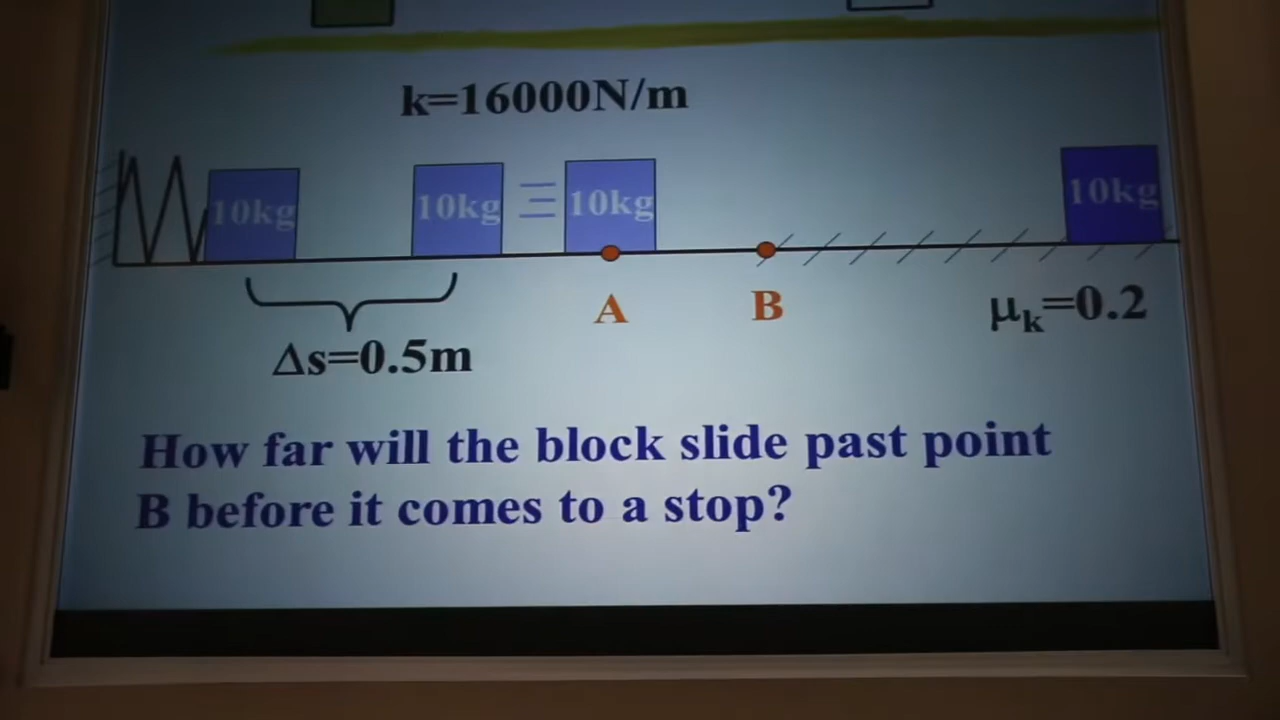 k=16000N/m
10kg 10kg 10kg 10kg
A B μk=0.2
Δs=0.5m
How far will the block slide past point
B before it comes to a stop?